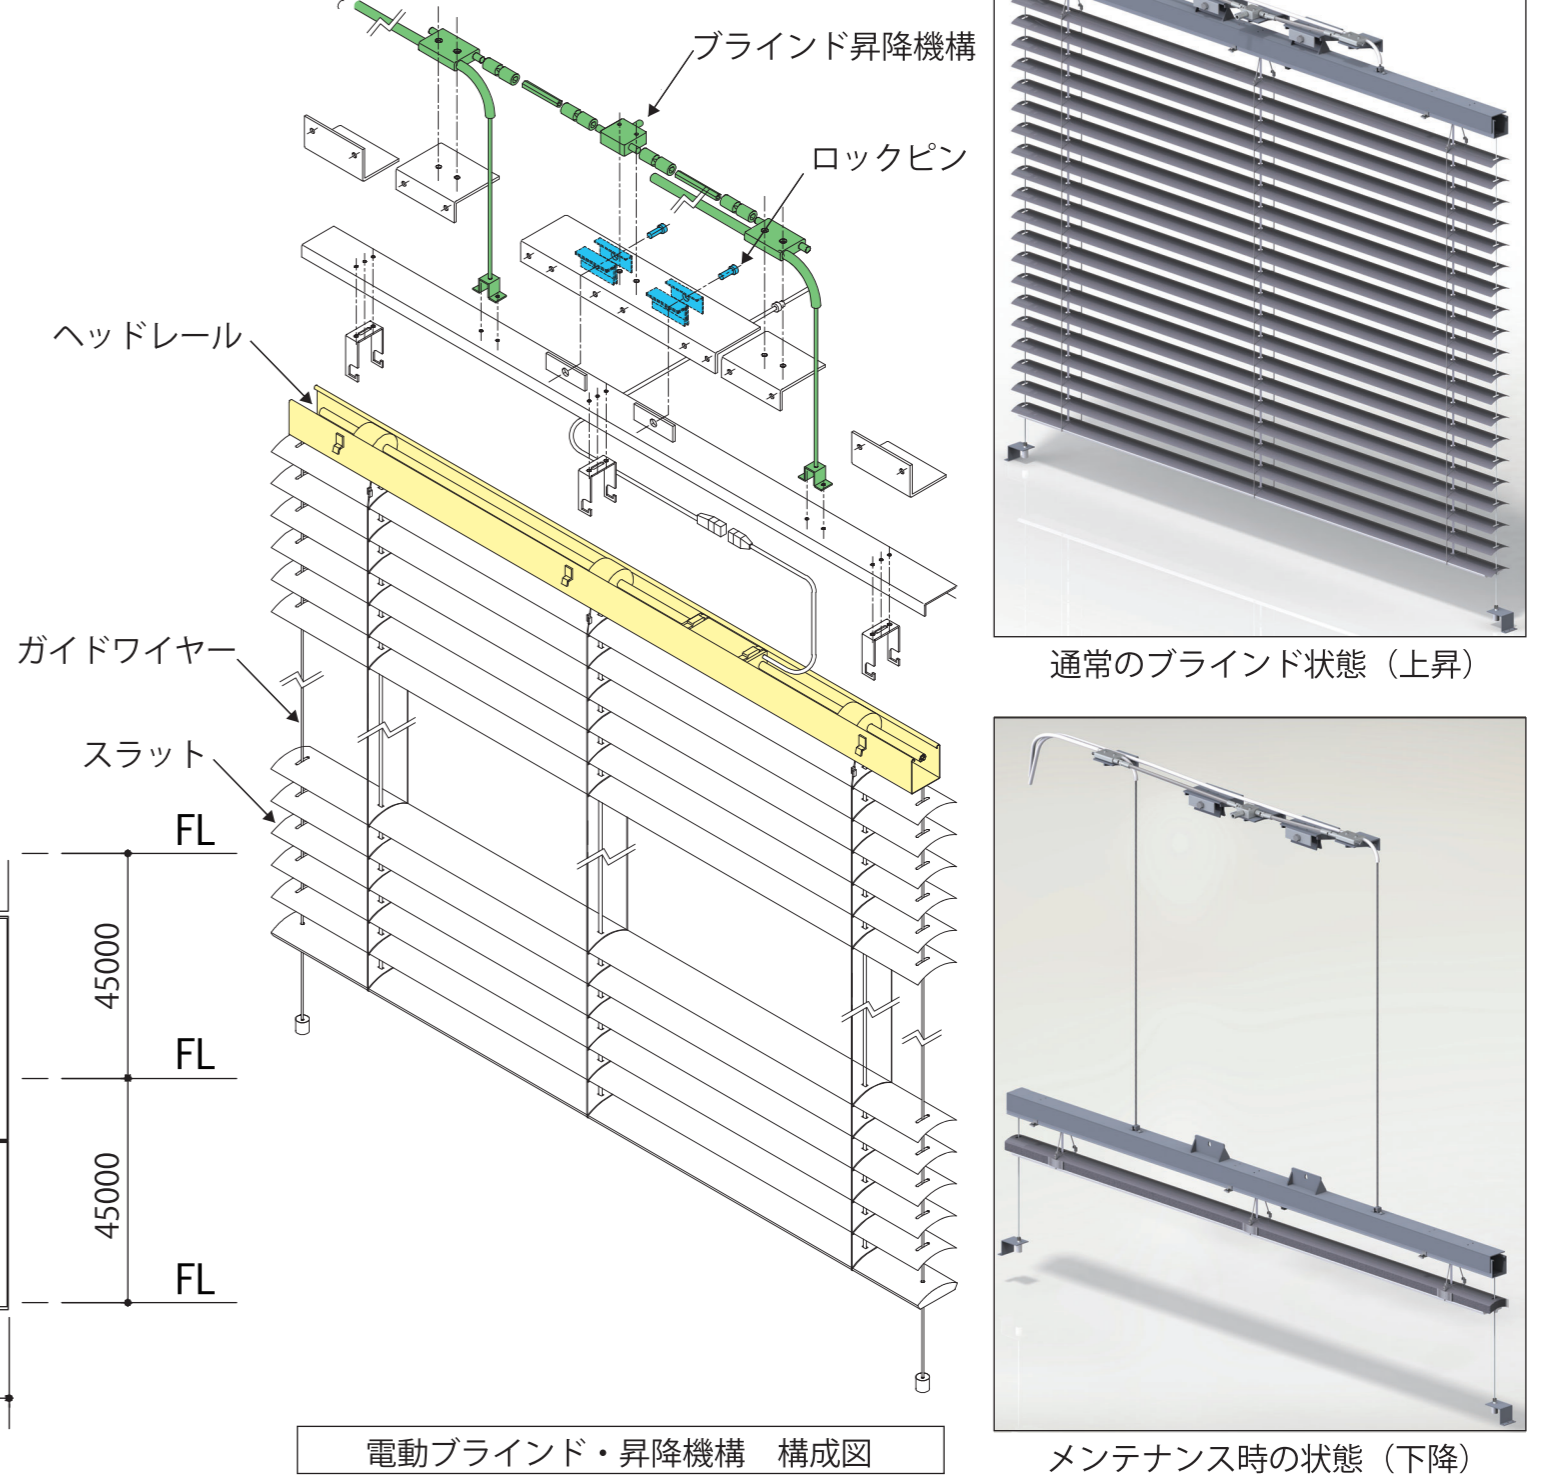 ブラインド昇降機構
ロックピン
ヘッドレール
ガイドワイヤー
スラット
FL
45000
FL
45000
FL
電動ブラインド・昇降機構　構成図
通常のブラインド状態（上昇）
メンテナンス時の状態（下降）